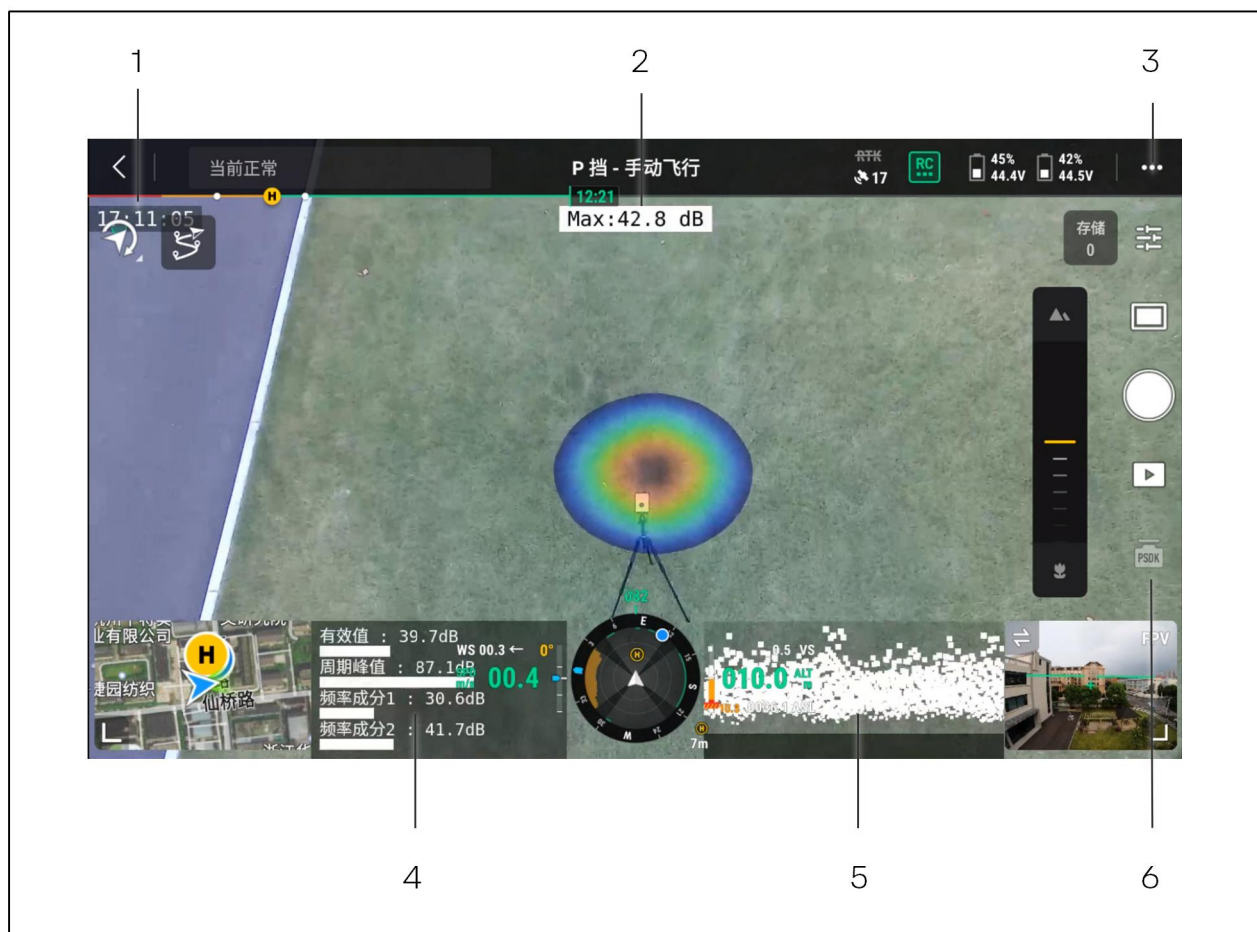 1
2
3
当前正常
P 挡 - 手动飞行
RTK
17
RC
45%
44.4V
42%
44.5V
H
12:21
17:11:05
Max:42.8 dB
存储
0
PSDK
082
业有限公司
H
捷园纺织
仙桥路
有效值 : 39.7dB
周期峰值 : 87.1dB
频率成分1 : 30.6dB
频率成分2 : 41.7dB
WS 00.3 ← 0°
SPD
m/s
00.4
E
S
W
H
H
7m
0.5 VS
010.0 ALT
m
FPV
4
5
6